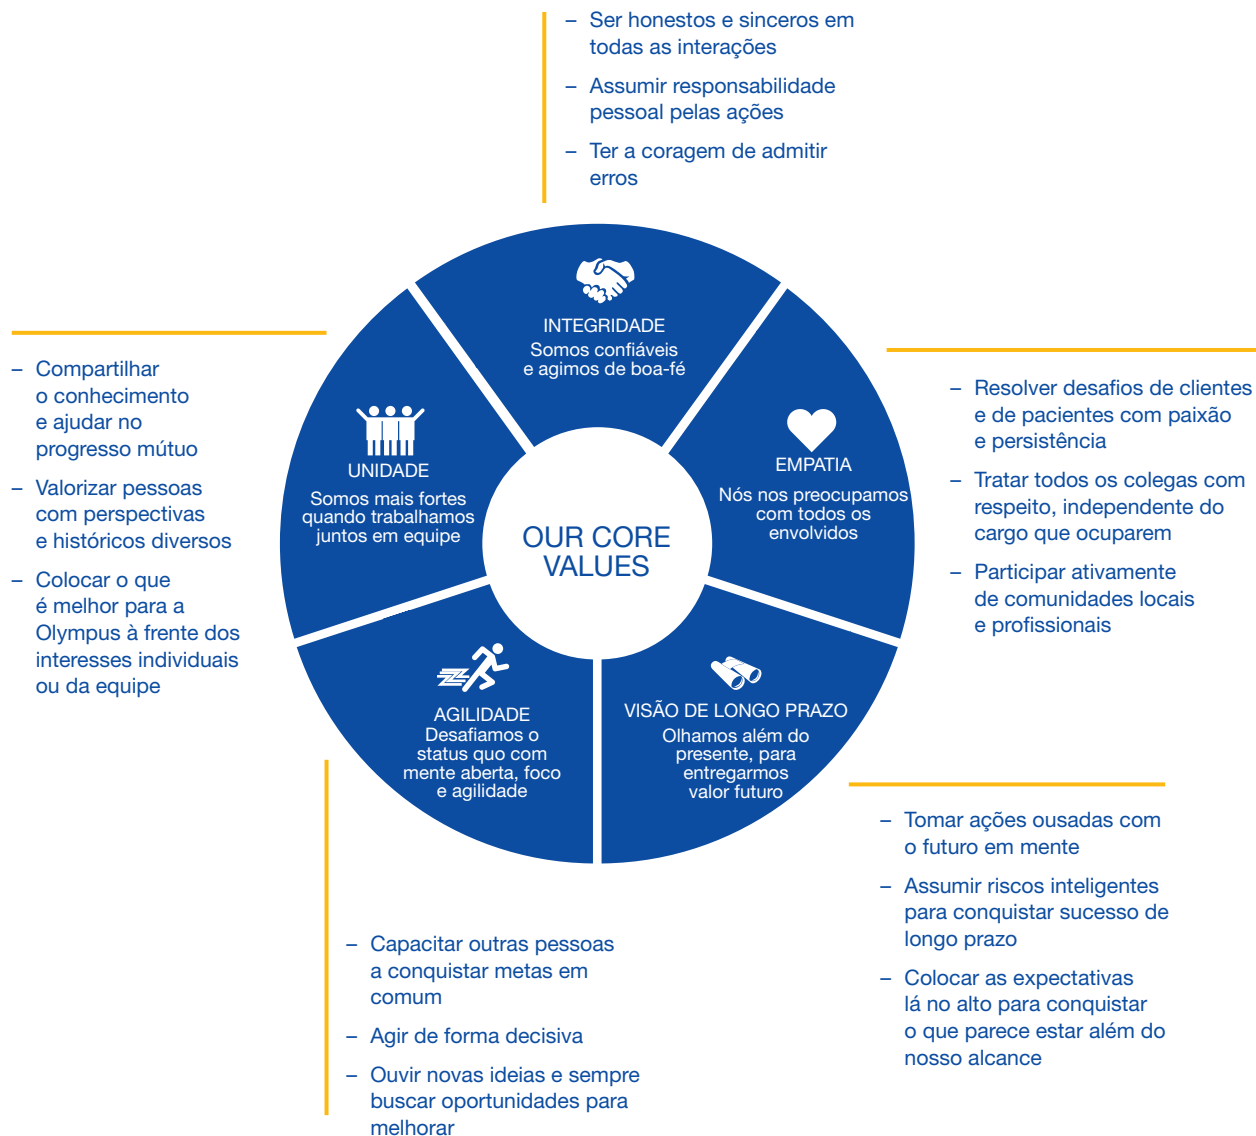 – Ser honestos e sinceros em
todas as interações
– Assumir responsabilidade
pessoal pelas ações
– Ter a coragem de admitir
erros
INTEGRIDADE
Somos confiáveis
e agimos de boa-fé
– Compartilhar
o conhecimento
e ajudar no
progresso mútuo
– Valorizar pessoas
com perspectivas
e históricos diversos
– Colocar o que
é melhor para a
Olympus à frente dos
interesses individuais
ou da equipe
UNIDADE
Somos mais fortes
quando trabalhamos
juntos em equipe
OUR CORE
VALUES
EMPATIA
Nós nos preocupamos
com todos os
envolvidos
– Resolver desafios de clientes
e de pacientes com paixão
e persistência
– Tratar todos os colegas com
respeito, independente do
cargo que ocuparem
– Participar ativamente
de comunidades locais
e profissionais
AGILIDADE
Desafiamos o
status quo com
mente aberta, foco
e agilidade
VISÃO DE LONGO PRAZO
Olhamos além do
presente, para
entregarmos
valor futuro
– Tomar ações ousadas com
o futuro em mente
– Assumir riscos inteligentes
para conquistar sucesso de
longo prazo
– Colocar as expectativas
lá no alto para conquistar
o que parece estar além do
nosso alcance
– Capacitar outras pessoas
a conquistar metas em
comum
– Agir de forma decisiva
– Ouvir novas ideias e sempre
buscar oportunidades para
melhorar